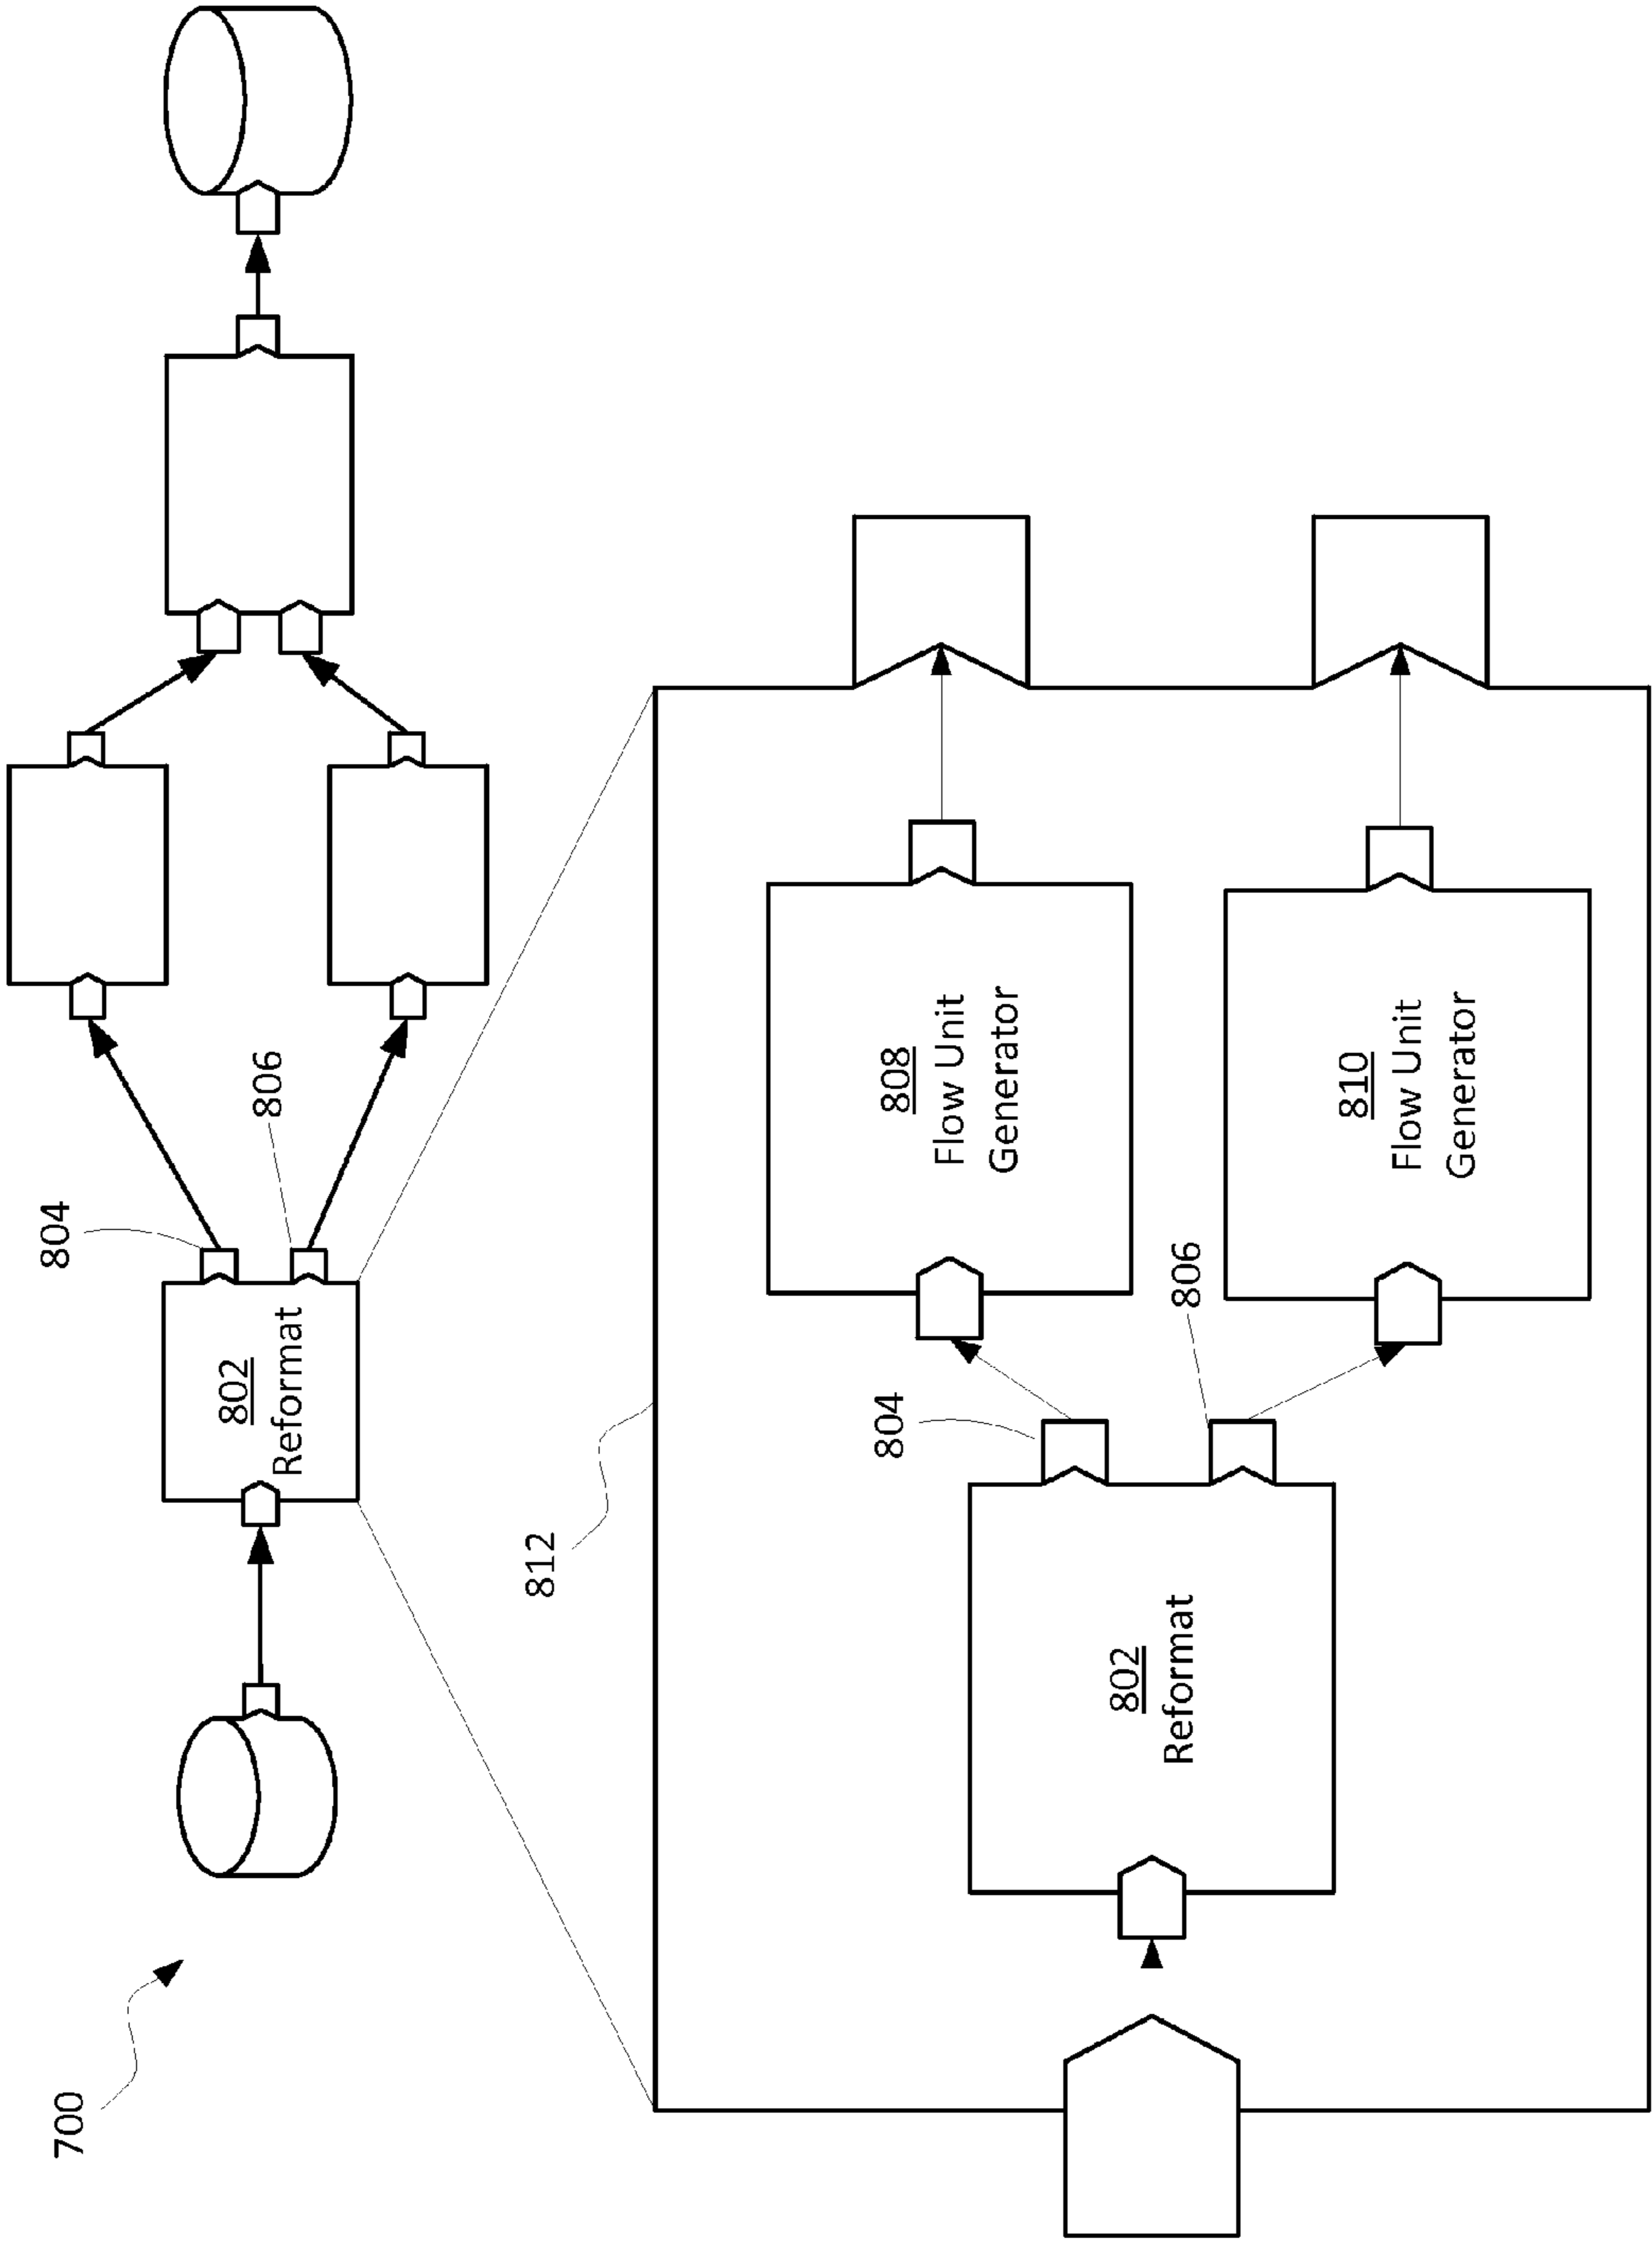 700
802
Reformat
804
806
812
802
Reformat
804
806
808
Flow Unit
Generator
810
Flow Unit
Generator